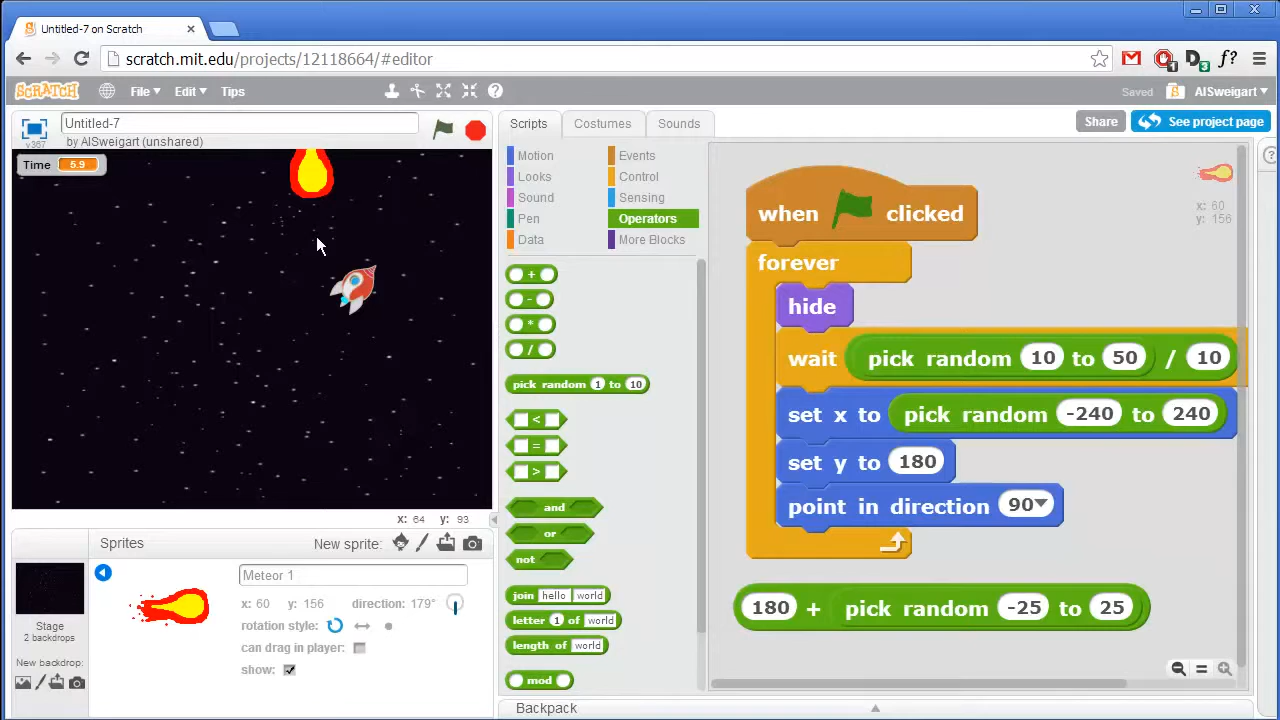 Untitled-7 on Scratch
scratch.mit.edu/projects/12118664/#editor
1 D 3 f?
SCRATCH File Edit Tips Saved S AISweigart
Untitled-7
by AISweigart (unshared)
v367
Scripts Costumes Sounds Share See project page
Time 5.9
Motion Events
Looks Control
Sound Sensing
Pen Operators
Data More Blocks
+
-
*
/
pick random 1 to 10
<
=
>
and
or
not
join hello world
letter 1 of world
length of world
mod
x: 60
y: 156
when clicked
forever
hide
wait pick random 10 to 50 / 10
set x to pick random -240 to 240
set y to 180
point in direction 90
180 + pick random -25 to 25
x: 64 y: 93
Sprites New sprite:
Stage
2 backdrops
New backdrop:
Meteor 1
x: 60 y: 156 direction: 179°
rotation style:
can drag in player:
show:
Backpack